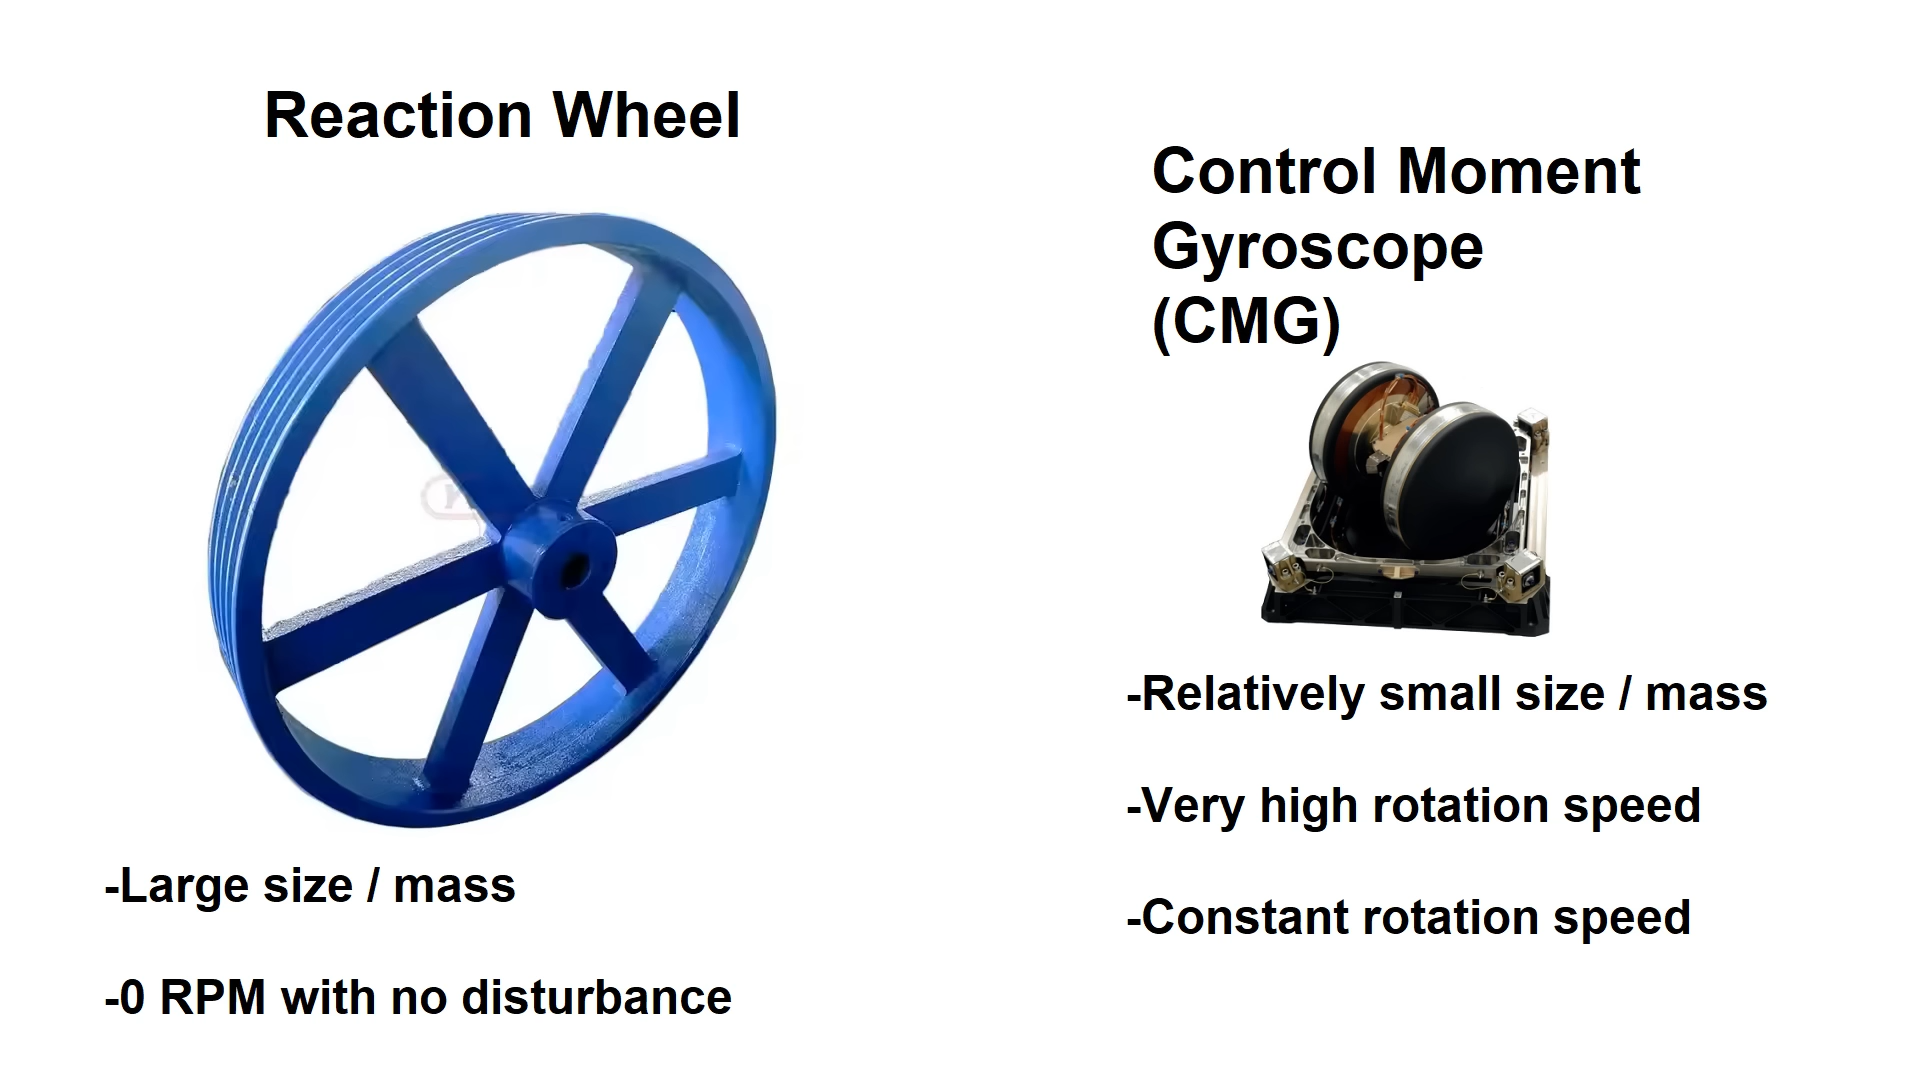 Reaction Wheel
-Large size / mass
-0 RPM with no disturbance
Control Moment
Gyroscope
(CMG)
-Relatively small size / mass
-Very high rotation speed
-Constant rotation speed